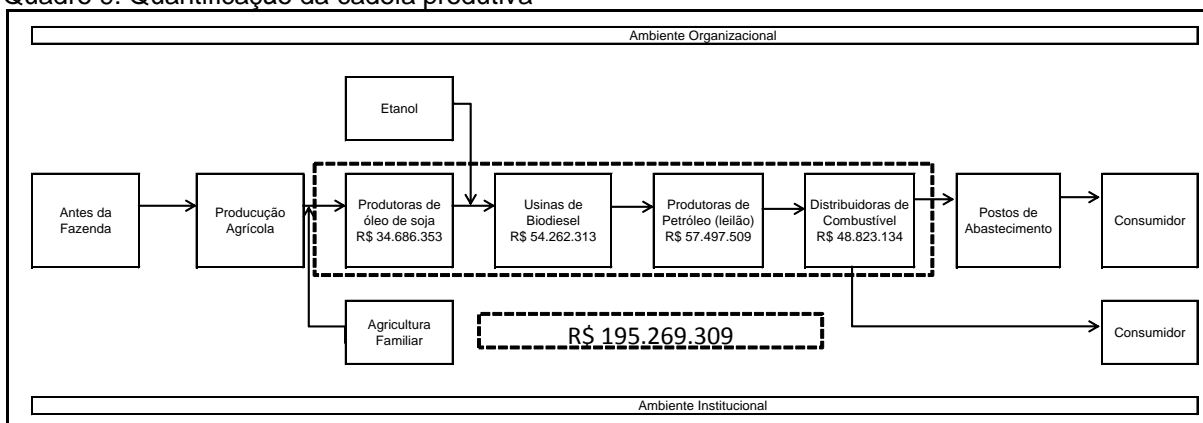 Quadro 5: Quantificação da cadeia produtiva
Ambiente Organizacional
Etanol
Antes da
Fazenda
Producução
Agrícola
Produtoras de
óleo de soja
R$ 34.686.353
Usinas de
Biodiesel
R$ 54.262.313
Produtoras de
Petróleo (leilão)
R$ 57.497.509
Distribuidoras de
Combustível
R$ 48.823.134
Postos de
Abastecimento
Consumidor
Agricultura
Familiar
R$ 195.269.309
Consumidor
Ambiente Institucional